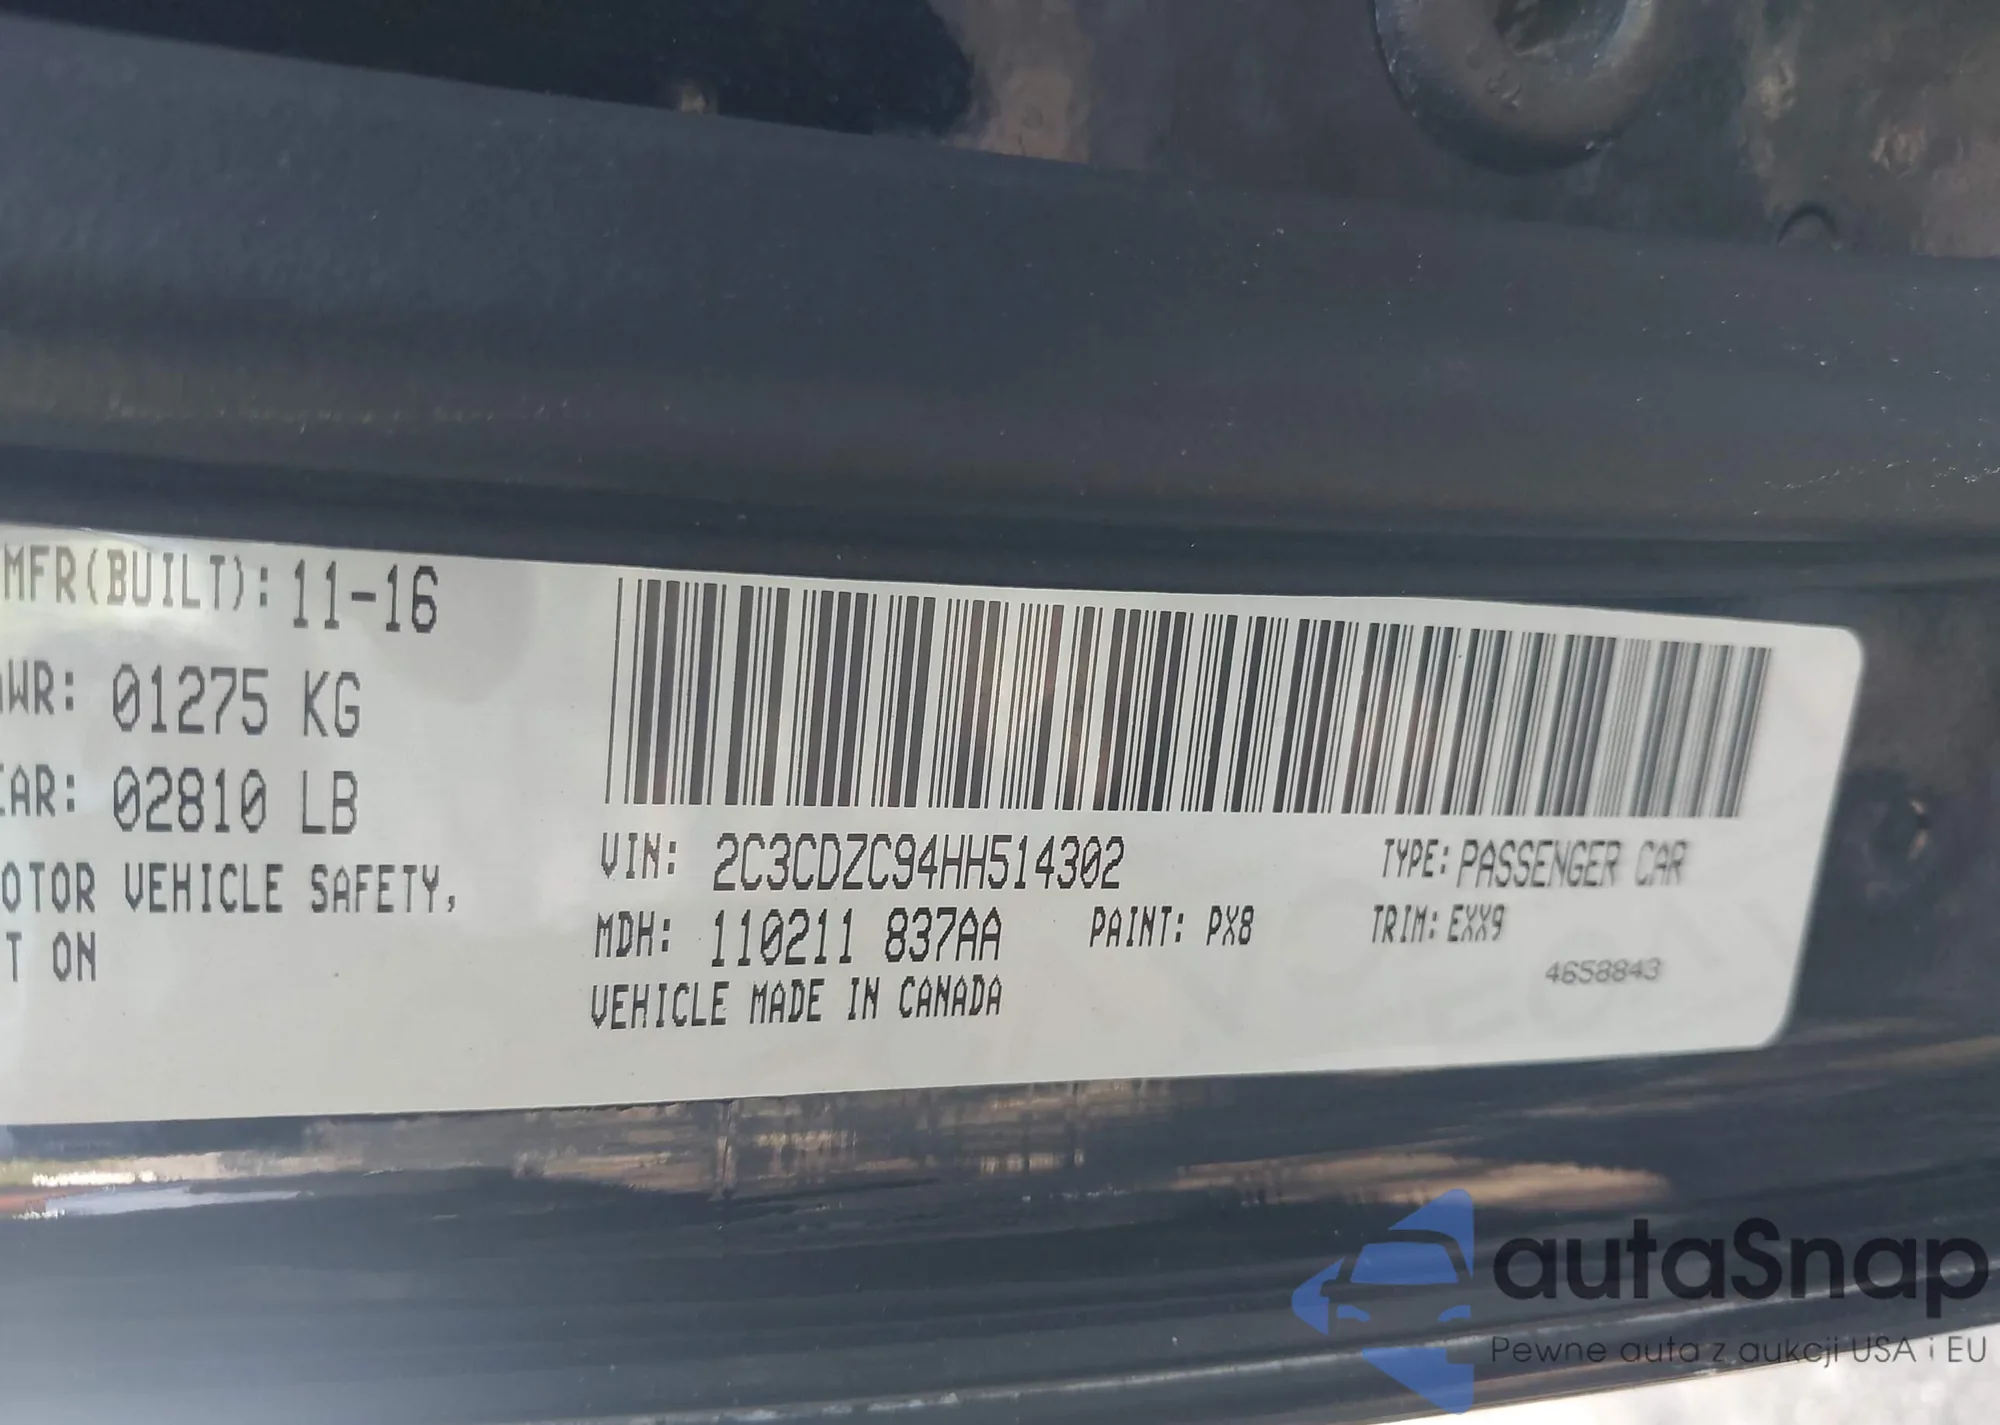 MFR(BUILT): 11-16
WR: 01275 KG
AR: 02810 LB
OTOR VEHICLE SAFETY,
T ON
VIN: 2C3CDZC94HH514302
TYPE: PASSENGER CAR
MDH: 110211 837AA
PAINT: PX8
TRIM: EXX9
4658843
VEHICLE MADE IN CANADA
autaSnap
Pewne auta z aukcji USA i EU